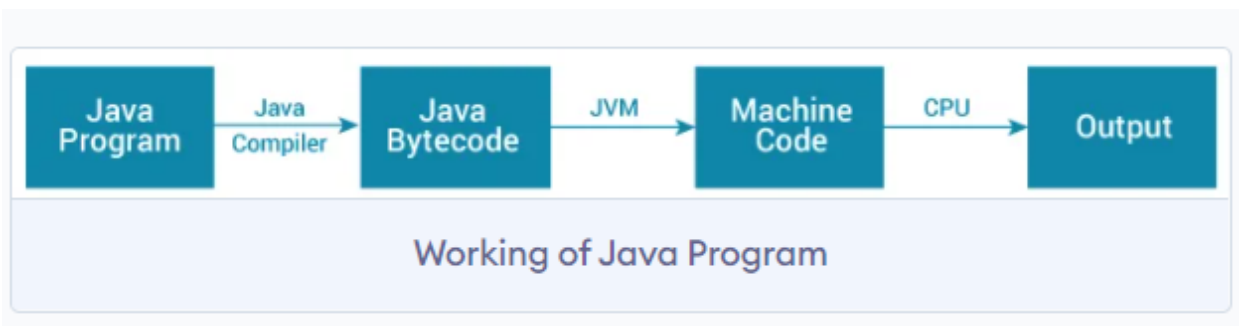 Java
Program
Java
Compiler
Java
Bytecode
JVM
Machine
Code
CPU
Output
Working of Java Program